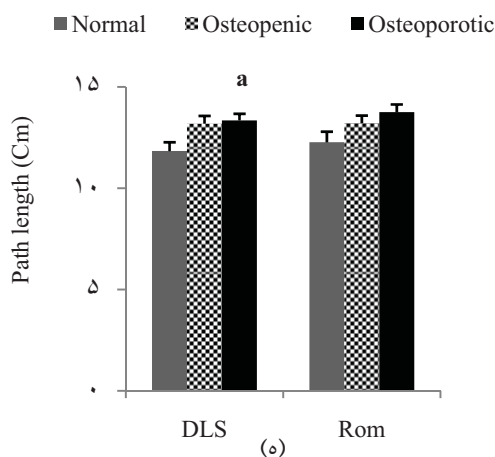 Normal Osteopenic Osteoporotic
a
Path length (Cm)
۱۵
۱۰
۵
۰
DLS Rom
(ه)